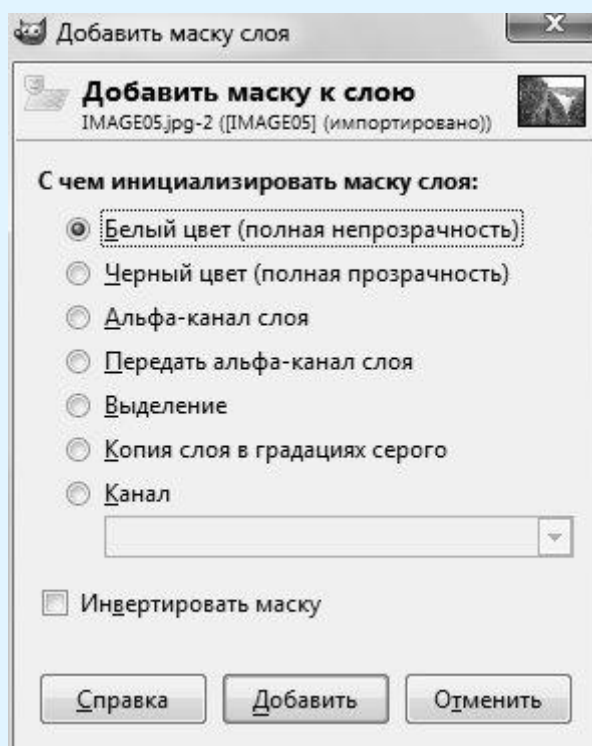 Добавить маску слоя
Добавить маску к слою
IMAGE05.jpg-2 ([IMAGE05] (импортировано))
С чем инициализировать маску слоя:
Белый цвет (полная непрозрачность)
Черный цвет (полная прозрачность)
Альфа-канал слоя
Передать альфа-канал слоя
Выделение
Копия слоя в градациях серого
Канал
Инвертировать маску
Справка Добавить Отменить